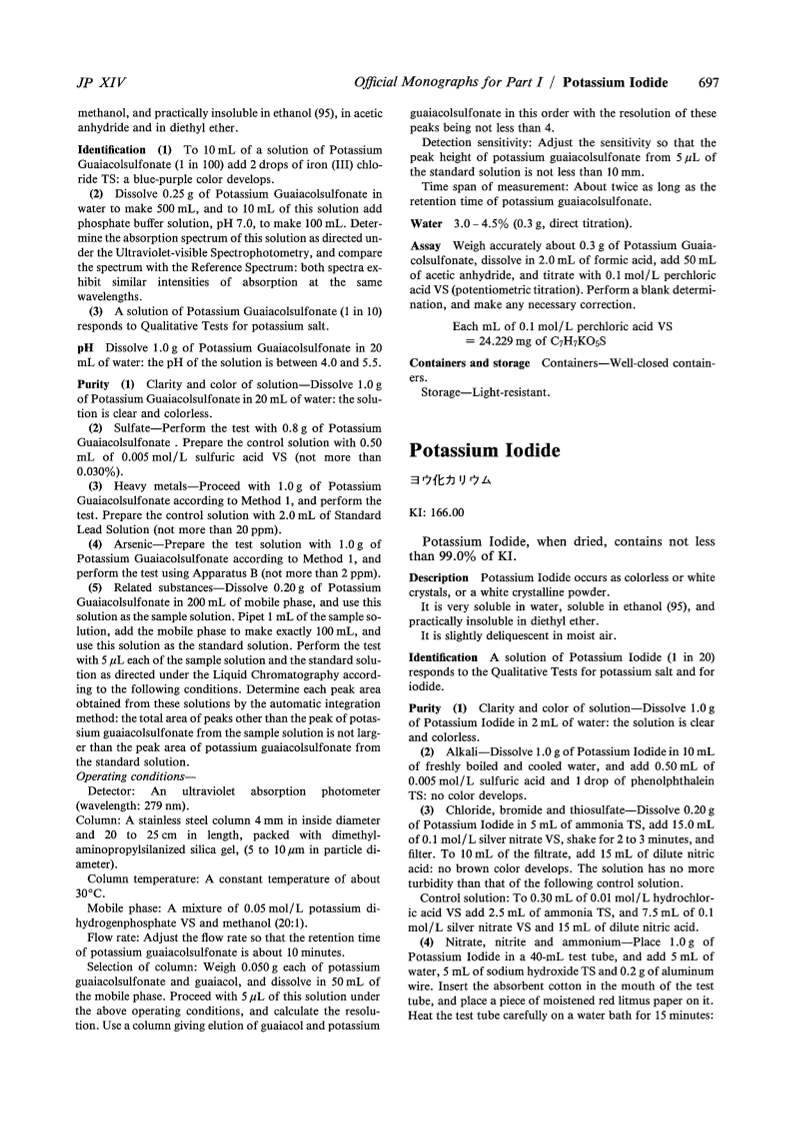 JP XIV
Official Monographs for Part I / Potassium Iodide 697
methanol, and practically insoluble in ethanol (95), in acetic
anhydride and in diethyl ether.
Identification (1) To 10 mL of a solution of Potassium
Guaiacolsulfonate (1 in 100) add 2 drops of iron (III) chlo-
ride TS: a blue-purple color develops.
(2) Dissolve 0.25 g of Potassium Guaiacolsulfonate in
water to make 500 mL, and to 10 mL of this solution add
phosphate buffer solution, pH 7.0, to make 100 mL. Deter-
mine the absorption spectrum of this solution as directed un-
der the Ultraviolet-visible Spectrophotometry, and compare
the spectrum with the Reference Spectrum: both spectra ex-
hibit similar intensities of absorption at the same
wavelengths.
(3) A solution of Potassium Guaiacolsulfonate (1 in 10)
responds to Qualitative Tests for potassium salt.
pH Dissolve 1.0 g of Potassium Guaiacolsulfonate in 20
mL of water: the pH of the solution is between 4.0 and 5.5.
Purity (1) Clarity and color of solution—Dissolve 1.0 g
of Potassium Guaiacolsulfonate in 20 mL of water: the solu-
tion is clear and colorless.
(2) Sulfate—Perform the test with 0.8 g of Potassium
Guaiacolsulfonate . Prepare the control solution with 0.50
mL of 0.005 mol/L sulfuric acid VS (not more than
0.030%).
(3) Heavy metals—Proceed with 1.0 g of Potassium
Guaiacolsulfonate according to Method 1, and perform the
test. Prepare the control solution with 2.0 mL of Standard
Lead Solution (not more than 20 ppm).
(4) Arsenic—Prepare the test solution with 1.0 g of
Potassium Guaiacolsulfonate according to Method 1, and
perform the test using Apparatus B (not more than 2 ppm).
(5) Related substances—Dissolve 0.20 g of Potassium
Guaiacolsulfonate in 200 mL of mobile phase, and use this
solution as the sample solution. Pipet 1 mL of the sample so-
lution, add the mobile phase to make exactly 100 mL, and
use this solution as the standard solution. Perform the test
with 5 μL each of the sample solution and the standard solu-
tion as directed under the Liquid Chromatography accord-
ing to the following conditions. Determine each peak area
obtained from these solutions by the automatic integration
method: the total area of peaks other than the peak of potas-
sium guaiacolsulfonate from the sample solution is not larg-
er than the peak area of potassium guaiacolsulfonate from
the standard solution.
Operating conditions—
Detector: An ultraviolet absorption photometer
(wavelength: 279 nm).
Column: A stainless steel column 4 mm in inside diameter
and 20 to 25 cm in length, packed with dimethyl-
aminopropylsilanized silica gel, (5 to 10 μm in particle di-
ameter).
Column temperature: A constant temperature of about
30°C.
Mobile phase: A mixture of 0.05 mol/L potassium di-
hydrogenphosphate VS and methanol (20:1).
Flow rate: Adjust the flow rate so that the retention time
of potassium guaiacolsulfonate is about 10 minutes.
Selection of column: Weigh 0.050 g each of potassium
guaiacolsulfonate and guaiacol, and dissolve in 50 mL of
the mobile phase. Proceed with 5 μL of this solution under
the above operating conditions, and calculate the resolu-
tion. Use a column giving elution of guaiacol and potassium
guaiacolsulfonate in this order with the resolution of these
peaks being not less than 4.
Detection sensitivity: Adjust the sensitivity so that the
peak height of potassium guaiacolsulfonate from 5 μL of
the standard solution is not less than 10 mm.
Time span of measurement: About twice as long as the
retention time of potassium guaiacolsulfonate.
Water 3.0 – 4.5% (0.3 g, direct titration).
Assay Weigh accurately about 0.3 g of Potassium Guaia-
colsulfonate, dissolve in 2.0 mL of formic acid, add 50 mL
of acetic anhydride, and titrate with 0.1 mol/L perchloric
acid VS (potentiometric titration). Perform a blank determi-
nation, and make any necessary correction.
Each mL of 0.1 mol/L perchloric acid VS
= 24.229 mg of C₇H₇KO₅S
Containers and storage Containers—Well-closed contain-
ers.
Storage—Light-resistant.
Potassium Iodide
ヨウ化カリウム
KI: 166.00
Potassium Iodide, when dried, contains not less
than 99.0% of KI.
Description Potassium Iodide occurs as colorless or white
crystals, or a white crystalline powder.
It is very soluble in water, soluble in ethanol (95), and
practically insoluble in diethyl ether.
It is slightly deliquescent in moist air.
Identification A solution of Potassium Iodide (1 in 20)
responds to the Qualitative Tests for potassium salt and for
iodide.
Purity (1) Clarity and color of solution—Dissolve 1.0 g
of Potassium Iodide in 2 mL of water: the solution is clear
and colorless.
(2) Alkali—Dissolve 1.0 g of Potassium Iodide in 10 mL
of freshly boiled and cooled water, and add 0.50 mL of
0.005 mol/L sulfuric acid and 1 drop of phenolphthalein
TS: no color develops.
(3) Chloride, bromide and thiosulfate—Dissolve 0.20 g
of Potassium Iodide in 5 mL of ammonia TS, add 15.0 mL
of 0.1 mol/L silver nitrate VS, shake for 2 to 3 minutes, and
filter. To 10 mL of the filtrate, add 15 mL of dilute nitric
acid: no brown color develops. The solution has no more
turbidity than that of the following control solution.
Control solution: To 0.30 mL of 0.01 mol/L hydrochlor-
ic acid VS add 2.5 mL of ammonia TS, and 7.5 mL of 0.1
mol/L silver nitrate VS and 15 mL of dilute nitric acid.
(4) Nitrate, nitrite and ammonium—Place 1.0 g of
Potassium Iodide in a 40-mL test tube, and add 5 mL of
water, 5 mL of sodium hydroxide TS and 0.2 g of aluminum
wire. Insert the absorbent cotton in the mouth of the test
tube, and place a piece of moistened red litmus paper on it.
Heat the test tube carefully on a water bath for 15 minutes: